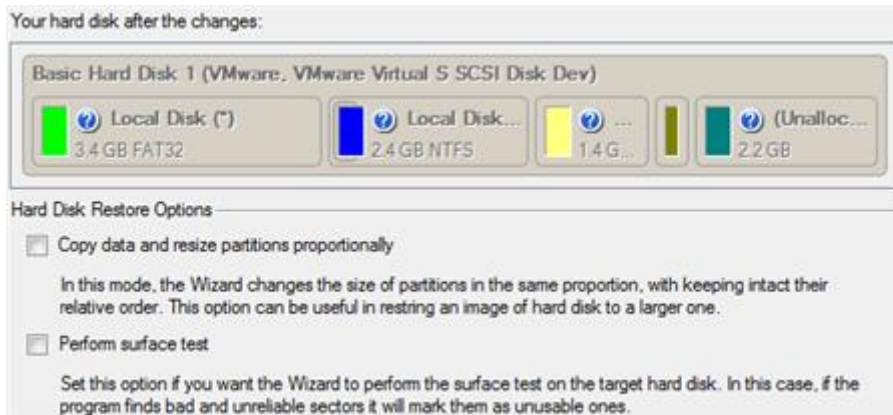 Your hard disk after the changes:
Basic Hard Disk 1 (VMware, VMware Virtual S SCSI Disk Dev)
Local Disk (*) Local Disk... ... (Unalloc...
3.4 GB FAT32 2.4 GB NTFS 1.4 G... 2.2 GB
Hard Disk Restore Options
Copy data and resize partitions proportionally
In this mode, the Wizard changes the size of partitions in the same proportion, with keeping intact their
relative order. This option can be useful in restring an image of hard disk to a larger one.
Perform surface test
Set this option if you want the Wizard to perform the surface test on the target hard disk. In this case, if the
program finds bad and unreliable sectors it will mark them as unusable ones.